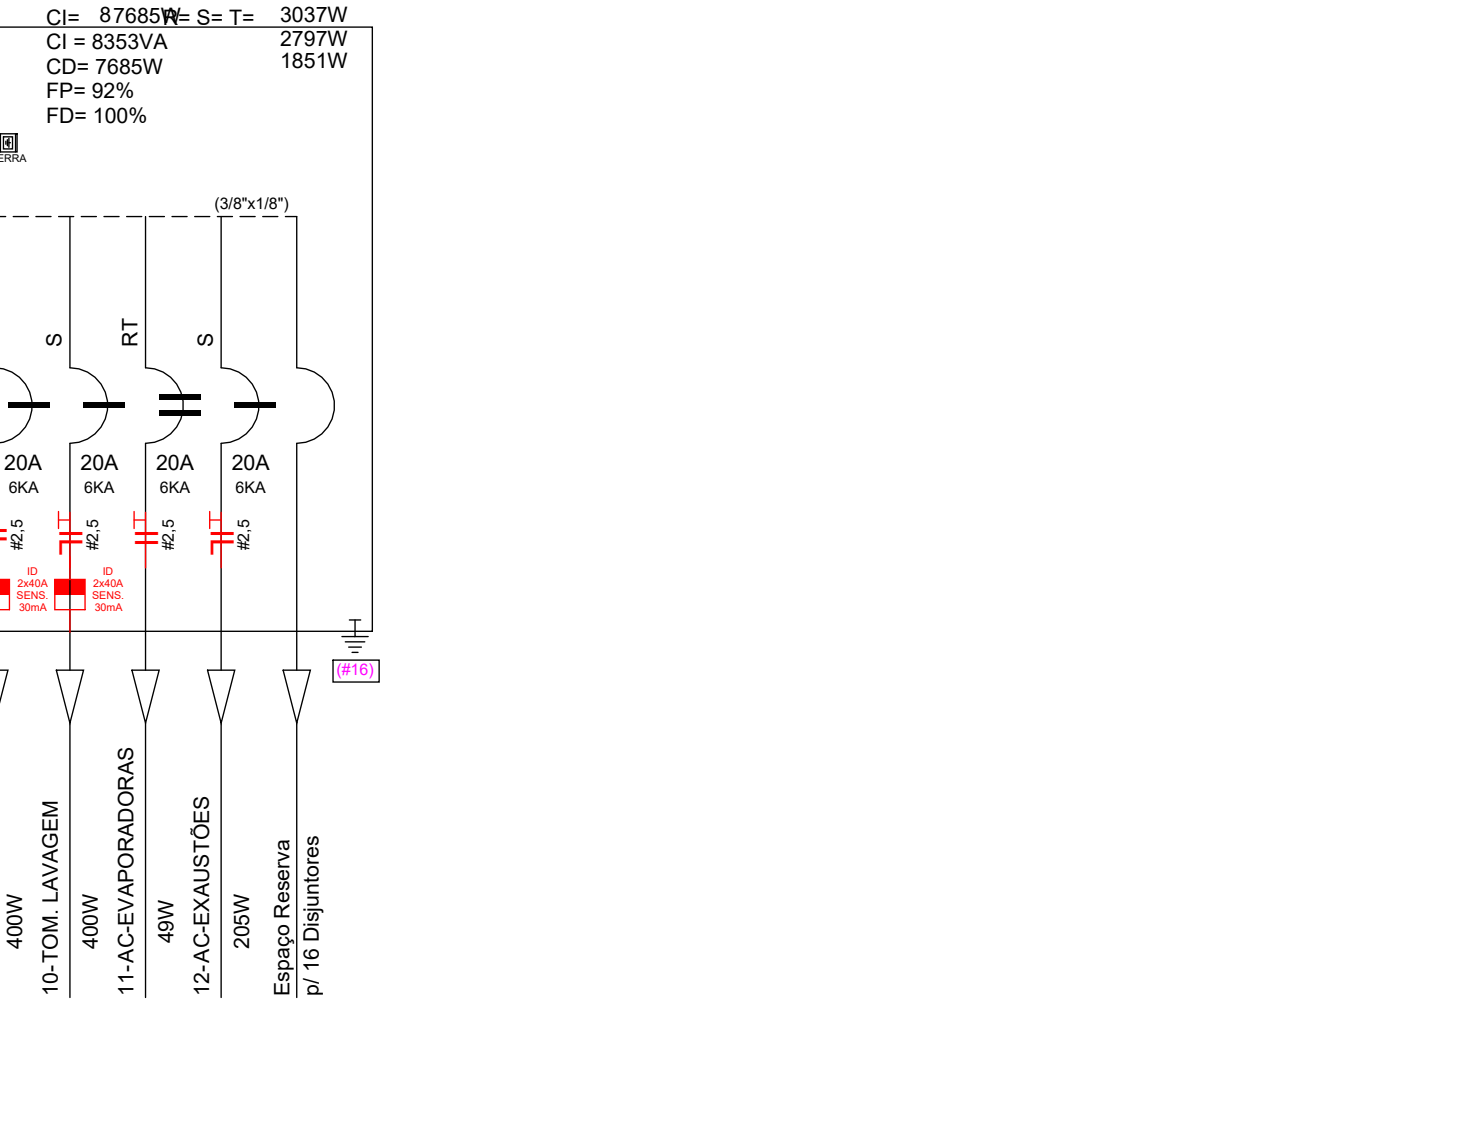 CI= 87685W R= S= T= 3037W
CI = 8353VA 2797W
CD= 7685W 1851W
FP= 92%
FD= 100%
ERRA
(3/8"x1/8")
S
RT
S
20A
6KA
20A
6KA
20A
6KA
20A
6KA
#2,5
#2,5
#2,5
#2,5
ID
2x40A
SENS.
30mA
ID
2x40A
SENS.
30mA
(#16)
400W
10-TOM. LAVAGEM
400W
11-AC-EVAPORADORAS
49W
12-AC-EXAUSTÕES
205W
Espaço Reserva
p/ 16 Disjuntores